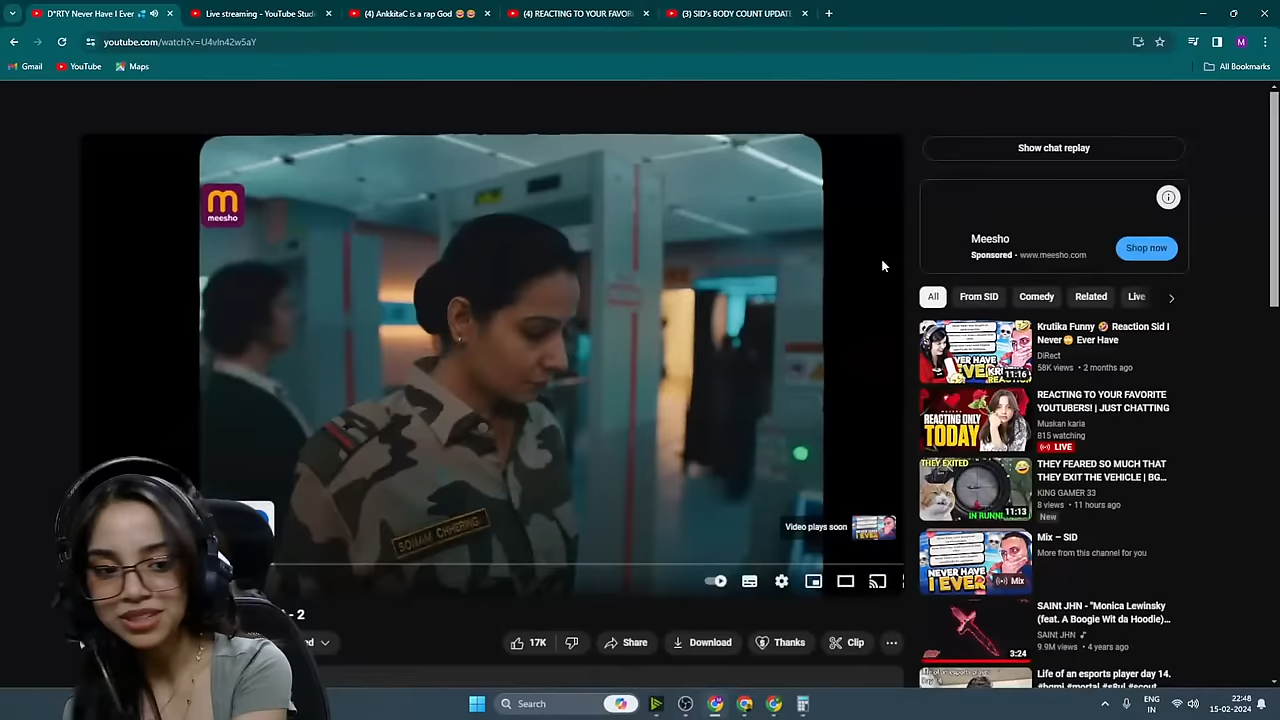 D*RTY Never Have I Ever
Live streaming - YouTube Studi
(4) AnkkitaC is a rap God
(4) REACTING TO YOUR FAVOR
(3) SID's BODY COUNT UPDATE
youtube.com/watch?v=U4vIn42w5aY
M
Gmail
YouTube
Maps
All Bookmarks
m
meesho
SONAM CHHERING
Video plays soon
Show chat replay
Meesho
Sponsored · www.meesho.com
Shop now
All
From SID
Comedy
Related
Live
Krutika Funny 🤣 Reaction Sid I
Never Ever Have
DiRect
58K views • 2 months ago
11:16
REACTING TO YOUR FAVORITE
YOUTUBERS! | JUST CHATTING
Muskan karia
815 watching
LIVE
REACTING ONLY
TODAY
THEY FEARED SO MUCH THAT
THEY EXIT THE VEHICLE | BG...
KING GAMER 33
8 views • 11 hours ago
New
THEY EXITED
11:13
Mix – SID
More from this channel for you
NEVER HAVE
I EVER
Mix
SAINt JHN - "Monica Lewinsky
(feat. A Boogie Wit da Hoodie)...
SAINt JHN
9.9M views • 4 years ago
3:24
Life of an esports player day 14.
- 2
17K
Share
Download
Thanks
Clip
Search
ENG
IN
22:48
15-02-2024